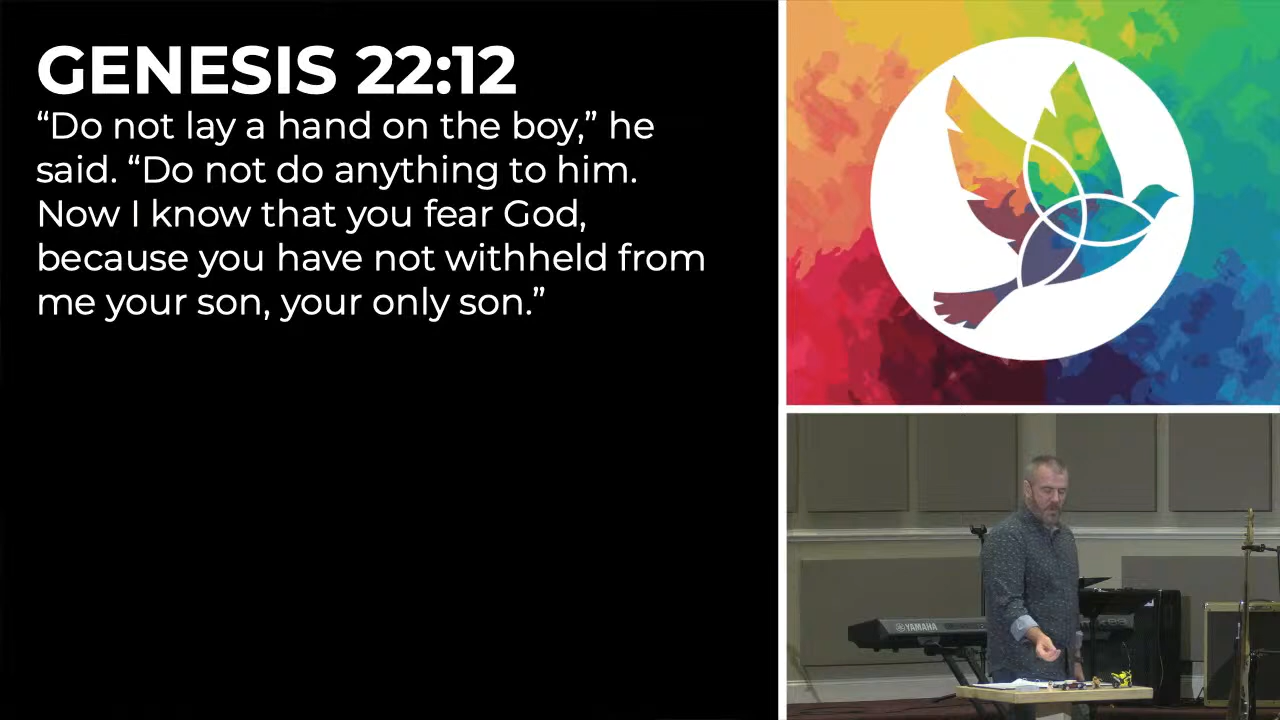 GENESIS 22:12
“Do not lay a hand on the boy,” he
said. “Do not do anything to him.
Now I know that you fear God,
because you have not withheld from
me your son, your only son.”
YAMAHA